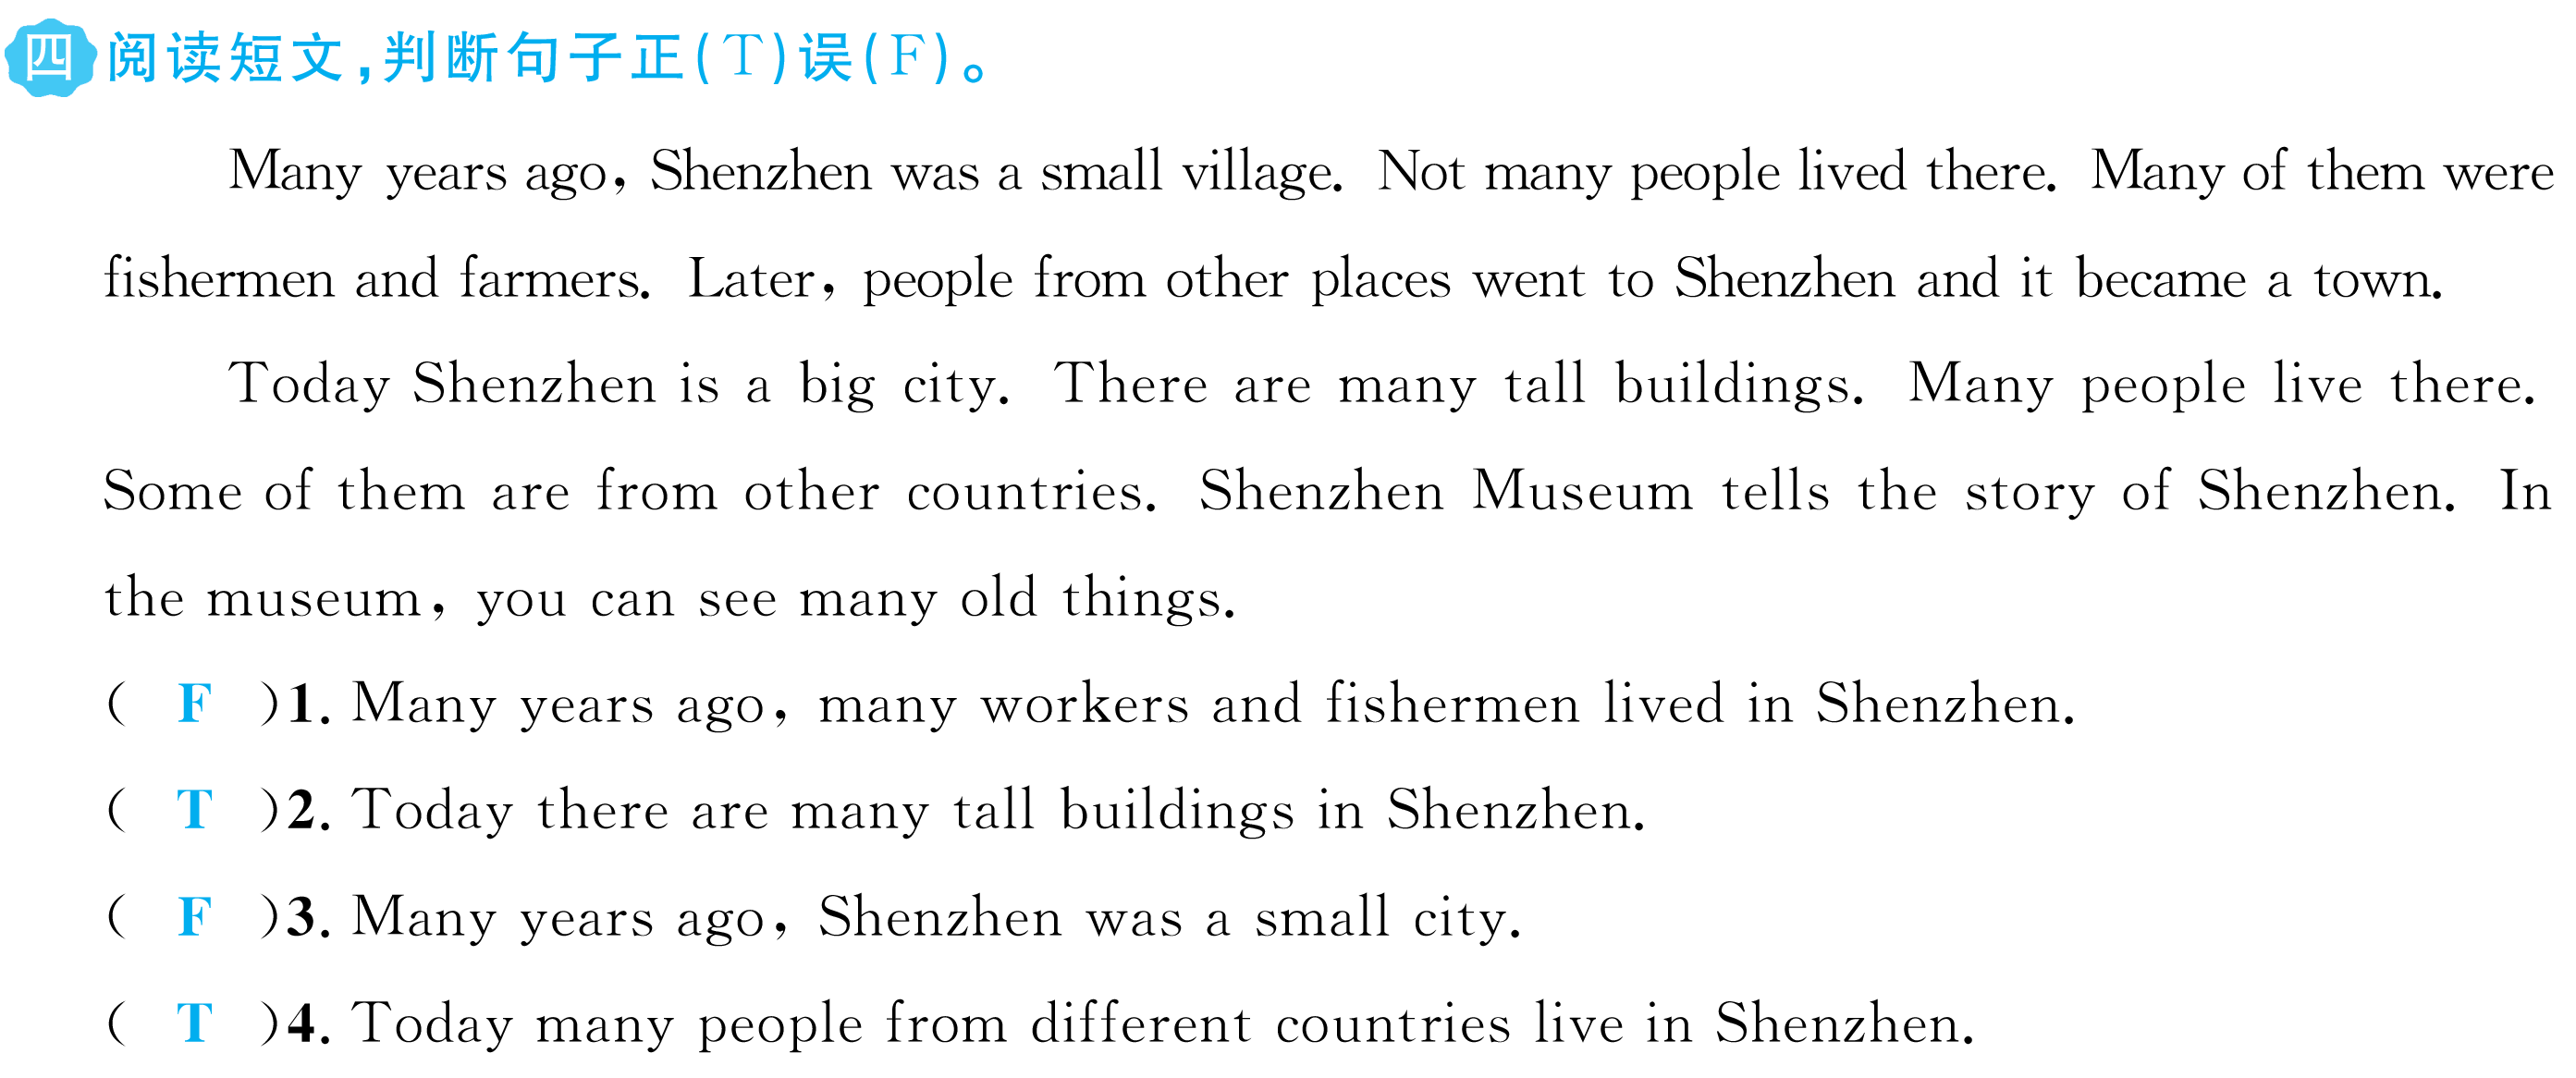 四 阅读短文,判断句子正(T)误(F)。
Many years ago, Shenzhen was a small village. Not many people lived there. Many of them were
fishermen and farmers. Later, people from other places went to Shenzhen and it became a town.
Today Shenzhen is a big city. There are many tall buildings. Many people live there.
Some of them are from other countries. Shenzhen Museum tells the story of Shenzhen. In
the museum, you can see many old things.
( F )1. Many years ago, many workers and fishermen lived in Shenzhen.
( T )2. Today there are many tall buildings in Shenzhen.
( F )3. Many years ago, Shenzhen was a small city.
( T )4. Today many people from different countries live in Shenzhen.